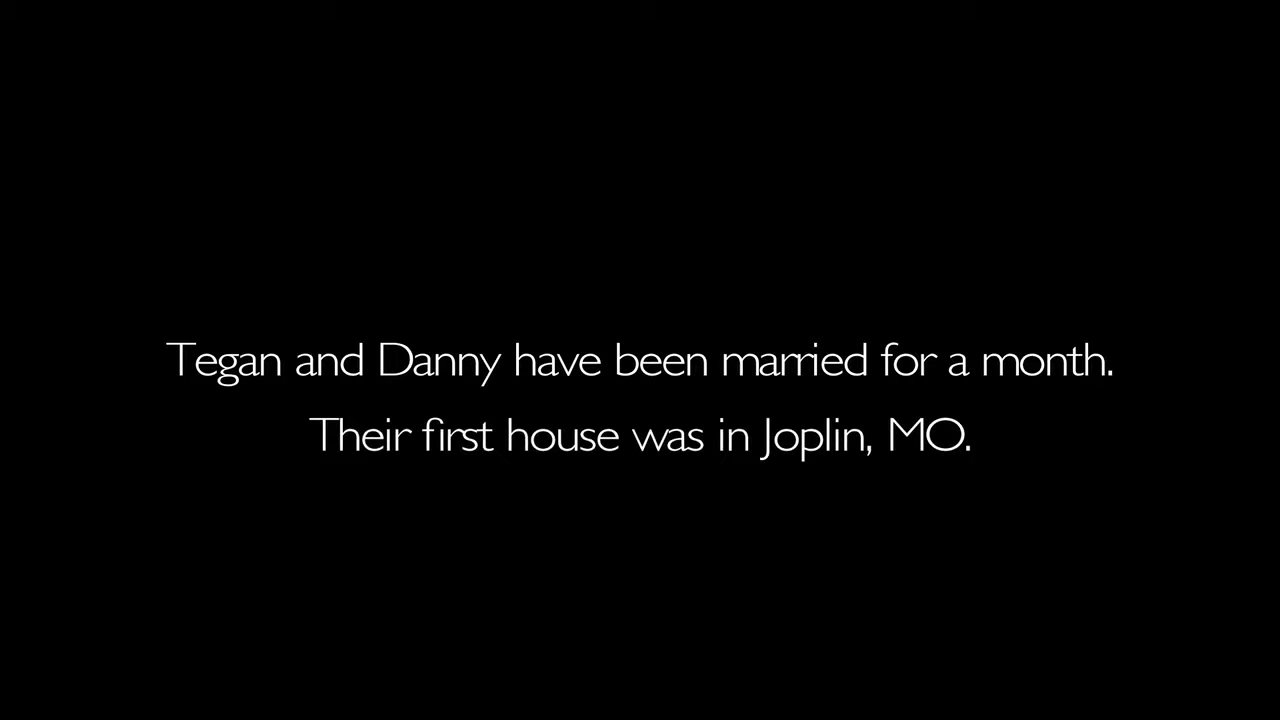 Tegan and Danny have been married for a month.
Their first house was in Joplin, MO.